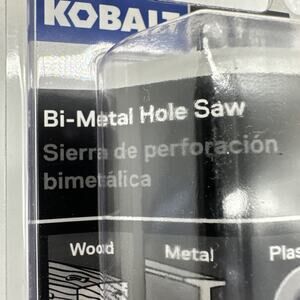 KOBALT
Bi-Metal Hole Saw
Sierra de perforación
bimetálica
Wood Metal